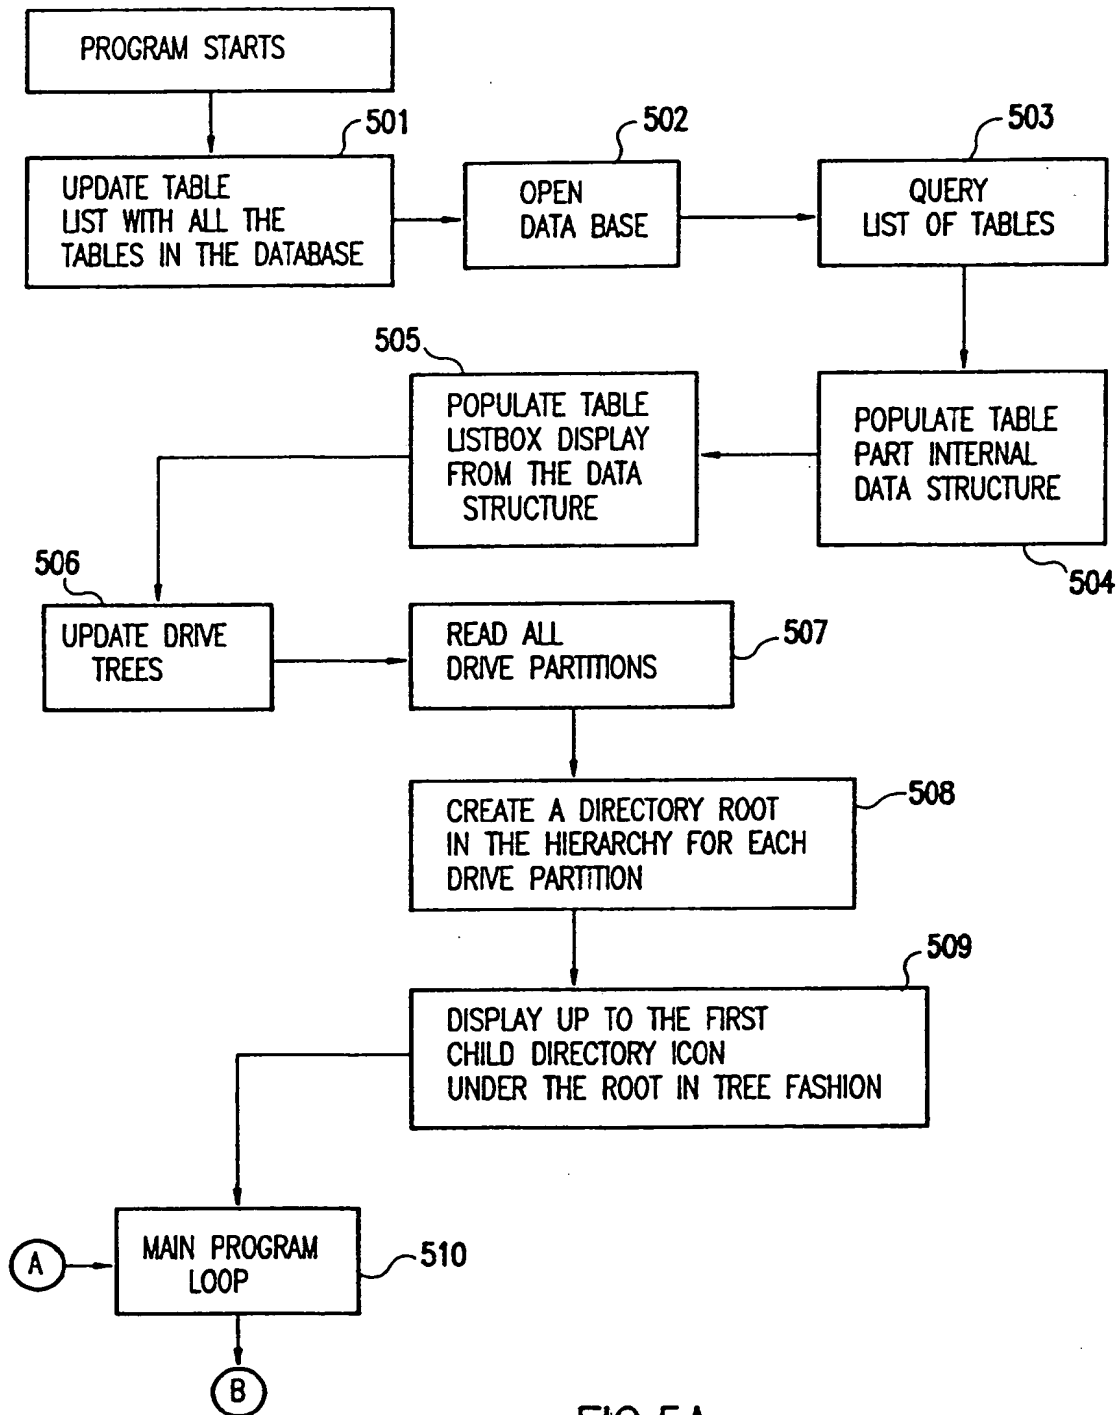 PROGRAM STARTS
501
UPDATE TABLE
LIST WITH ALL THE
TABLES IN THE DATABASE
502
OPEN
DATA BASE
503
QUERY
LIST OF TABLES
505
POPULATE TABLE
LISTBOX DISPLAY
FROM THE DATA
STRUCTURE
POPULATE TABLE
PART INTERNAL
DATA STRUCTURE
504
506
UPDATE DRIVE
TREES
READ ALL
DRIVE PARTITIONS
507
CREATE A DIRECTORY ROOT
IN THE HIERARCHY FOR EACH
DRIVE PARTITION
508
509
DISPLAY UP TO THE FIRST
CHILD DIRECTORY ICON
UNDER THE ROOT IN TREE FASHION
A
MAIN PROGRAM
LOOP
510
B
FIG.5A